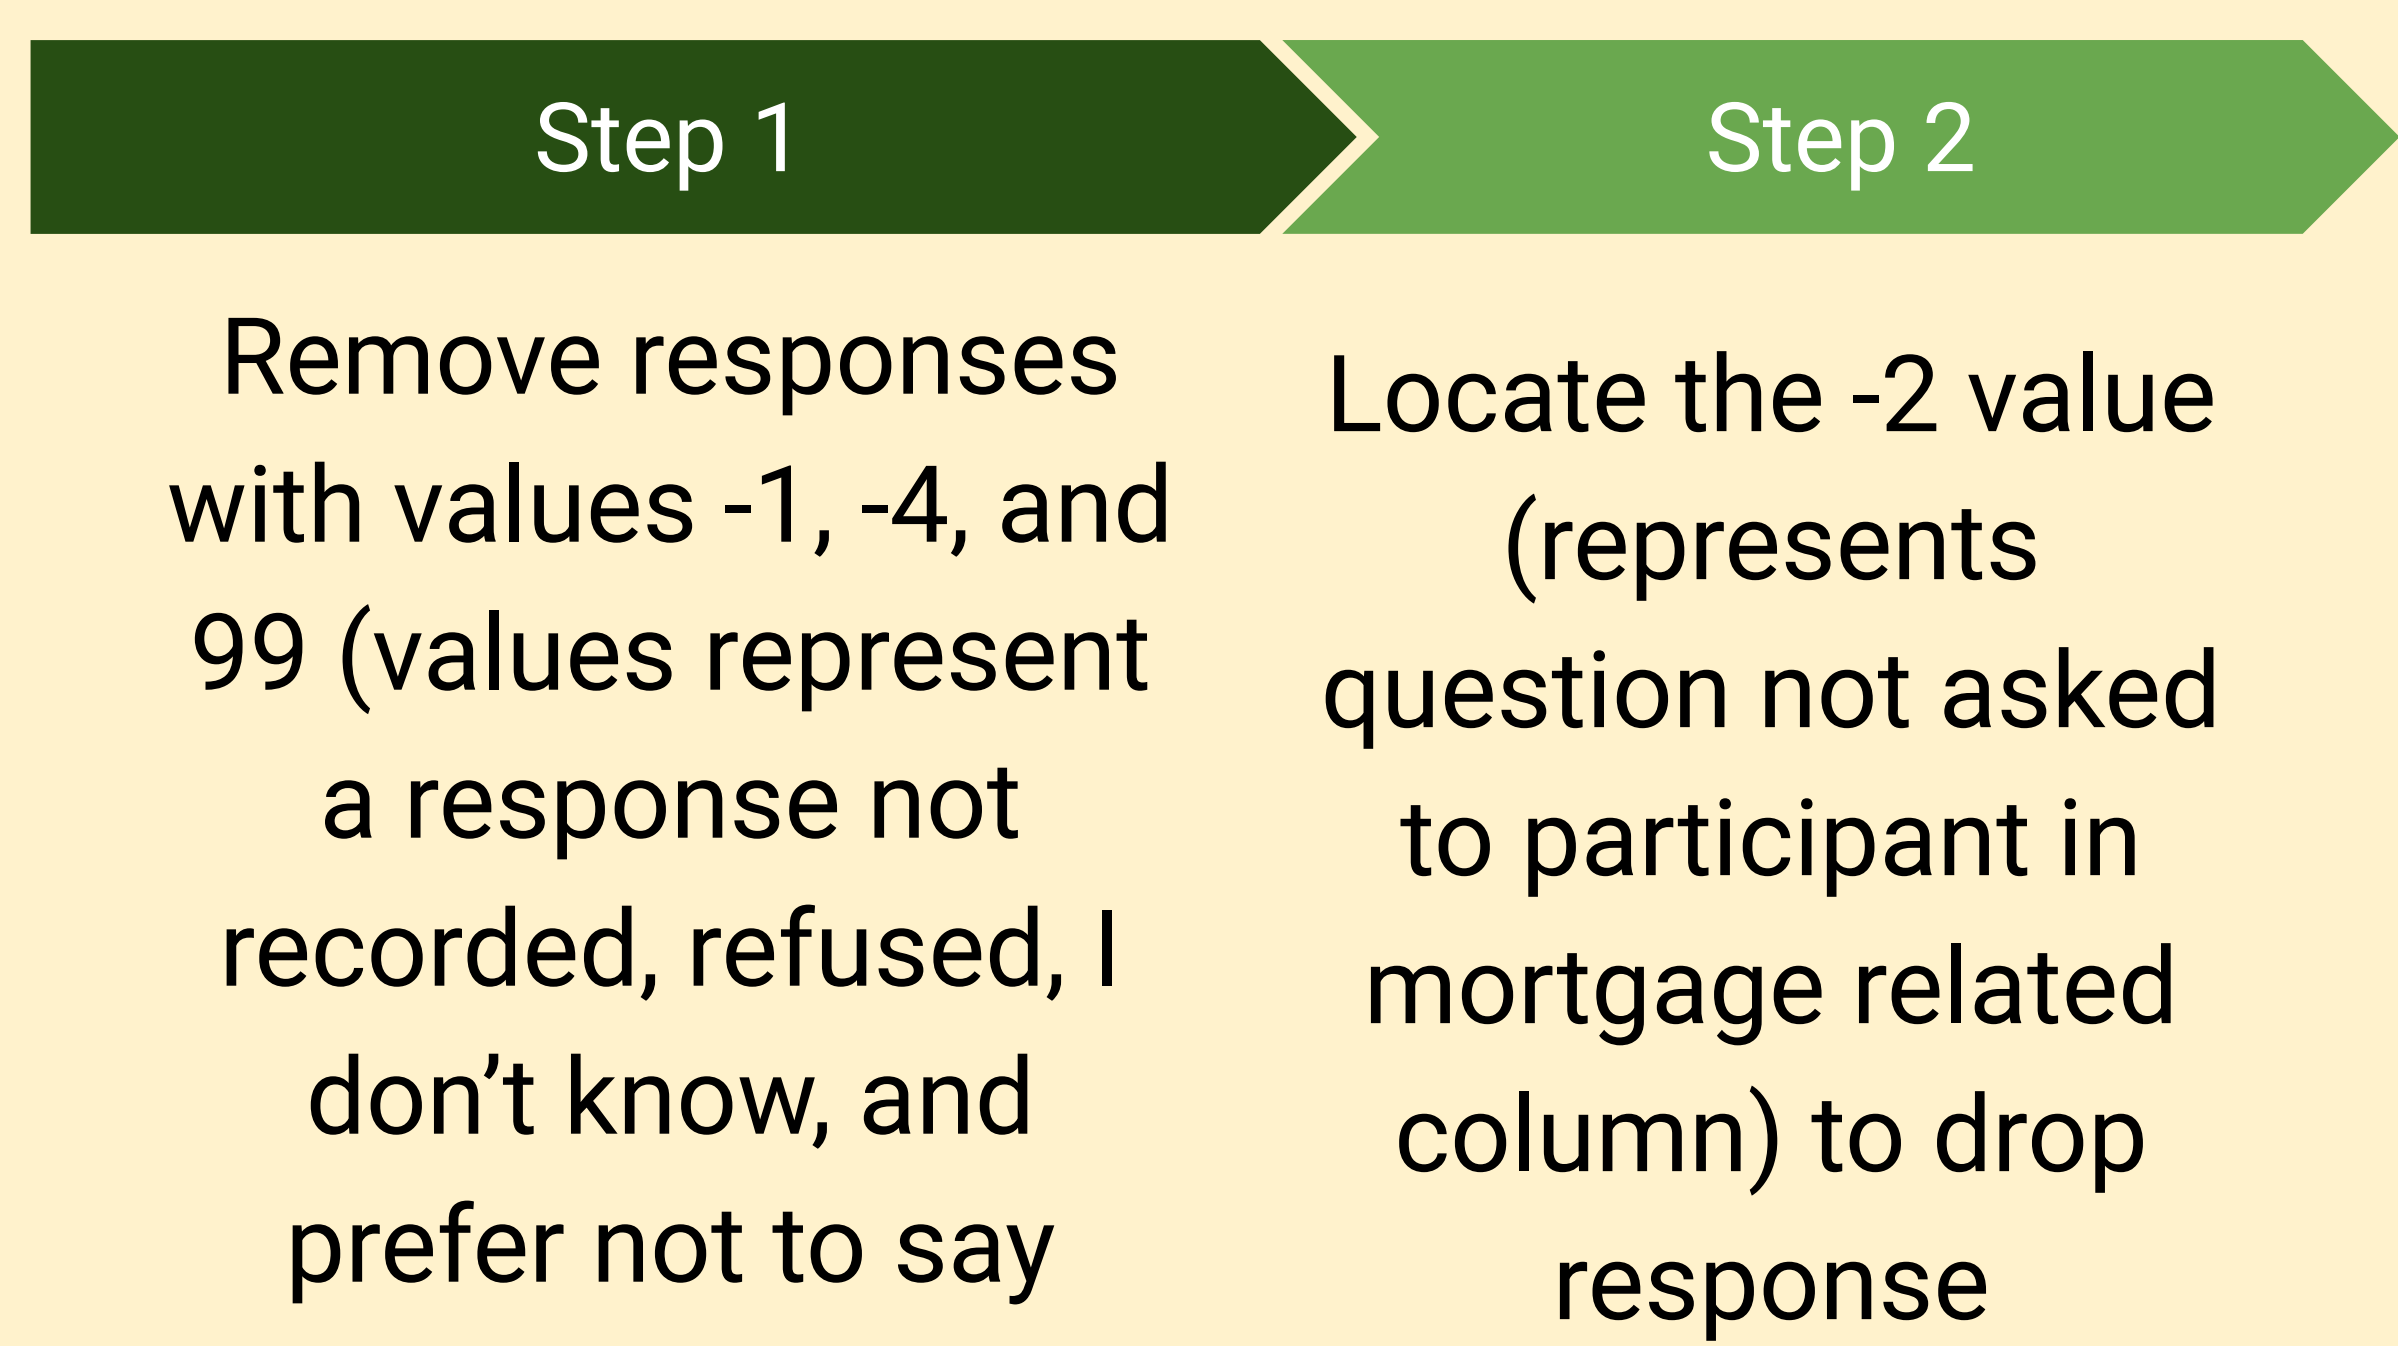 Step 1
Remove responses
with values -1, -4, and
99 (values represent
a response not
recorded, refused, I
don’t know, and
prefer not to say
Step 2
Locate the -2 value
(represents
question not asked
to participant in
mortgage related
column) to drop
response